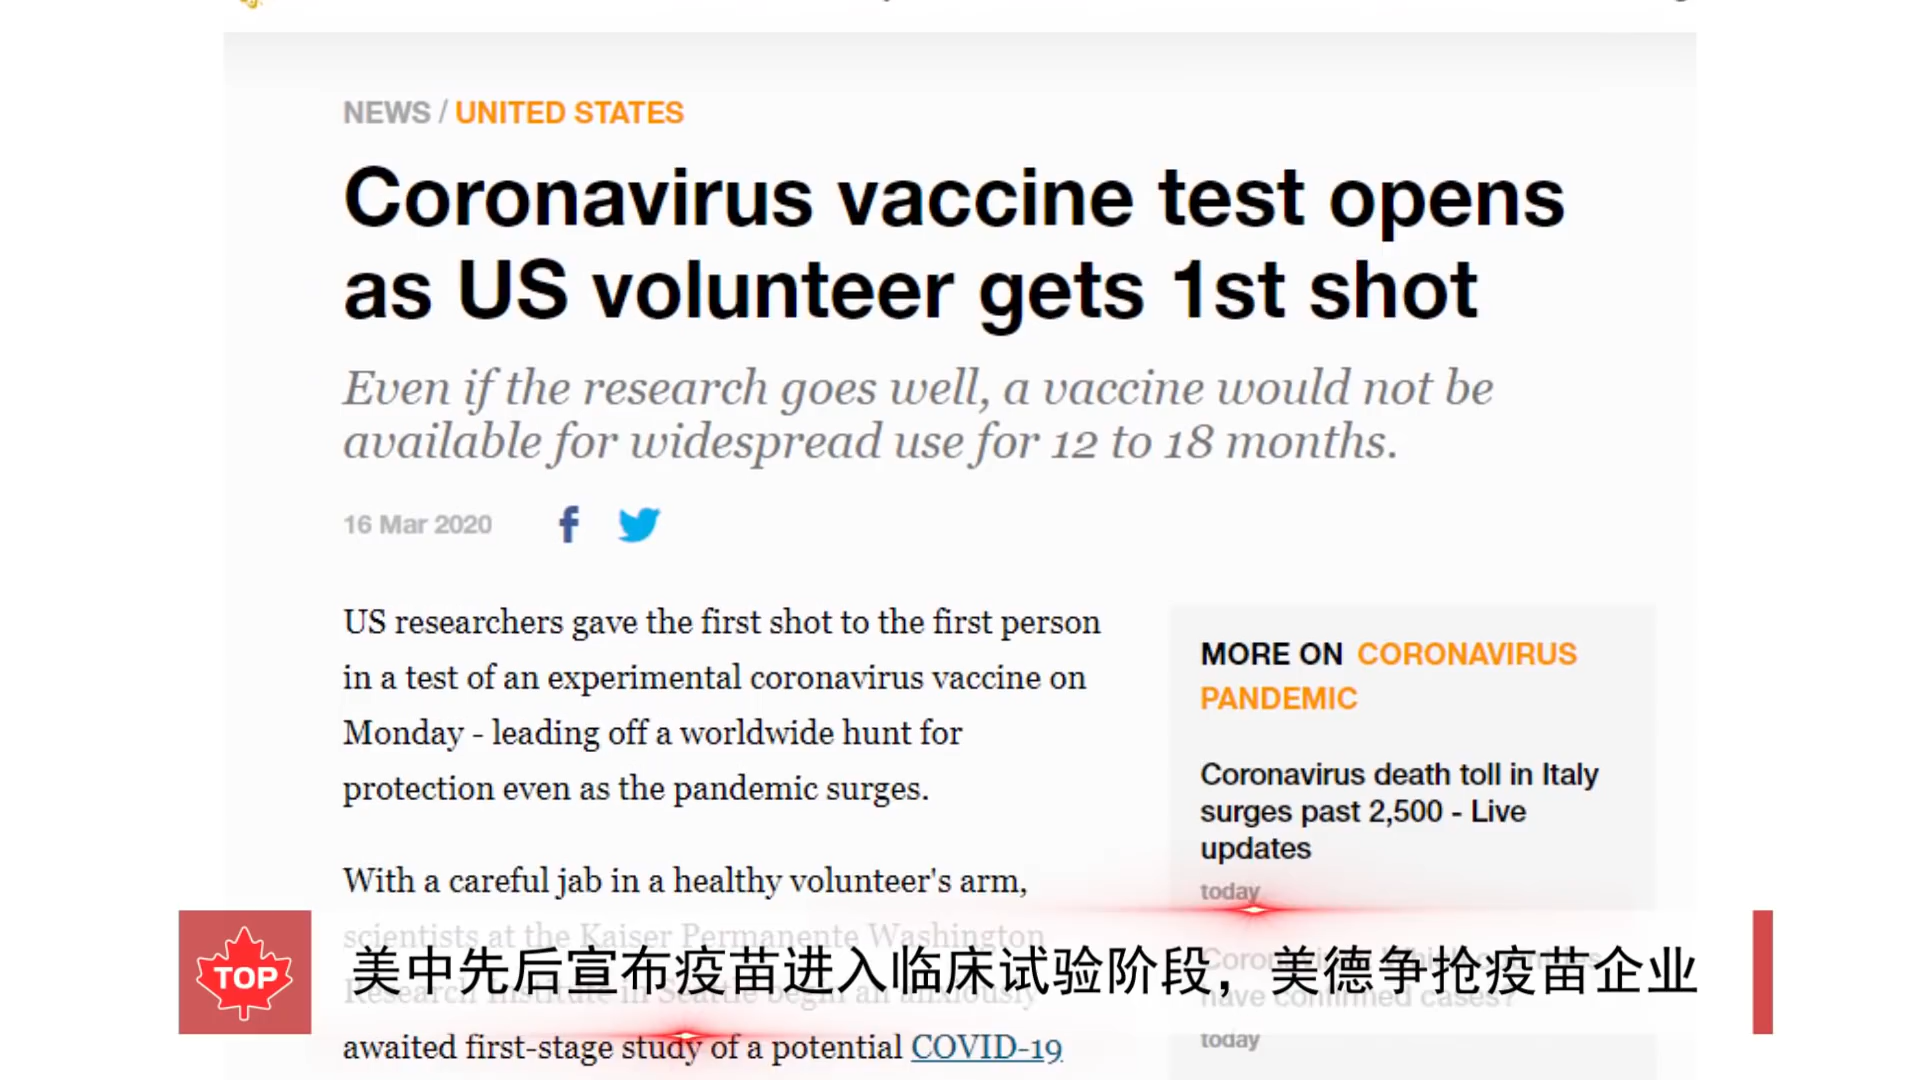 NEWS / UNITED STATES
Coronavirus vaccine test opens
as US volunteer gets 1st shot
Even if the research goes well, a vaccine would not be
available for widespread use for 12 to 18 months.
16 Mar 2020
US researchers gave the first shot to the first person
in a test of an experimental coronavirus vaccine on
Monday - leading off a worldwide hunt for
protection even as the pandemic surges.
With a careful jab in a healthy volunteer's arm,
scientists at the Kaiser Permanente Washington
Research Institute in Seattle begin an anxiously
awaited first-stage study of a potential COVID-19
MORE ON CORONAVIRUS
PANDEMIC
Coronavirus death toll in Italy
surges past 2,500 - Live
updates
today
have confirmed cases?
today
TOP
美中先后宣布疫苗进入临床试验阶段，美德争抢疫苗企业